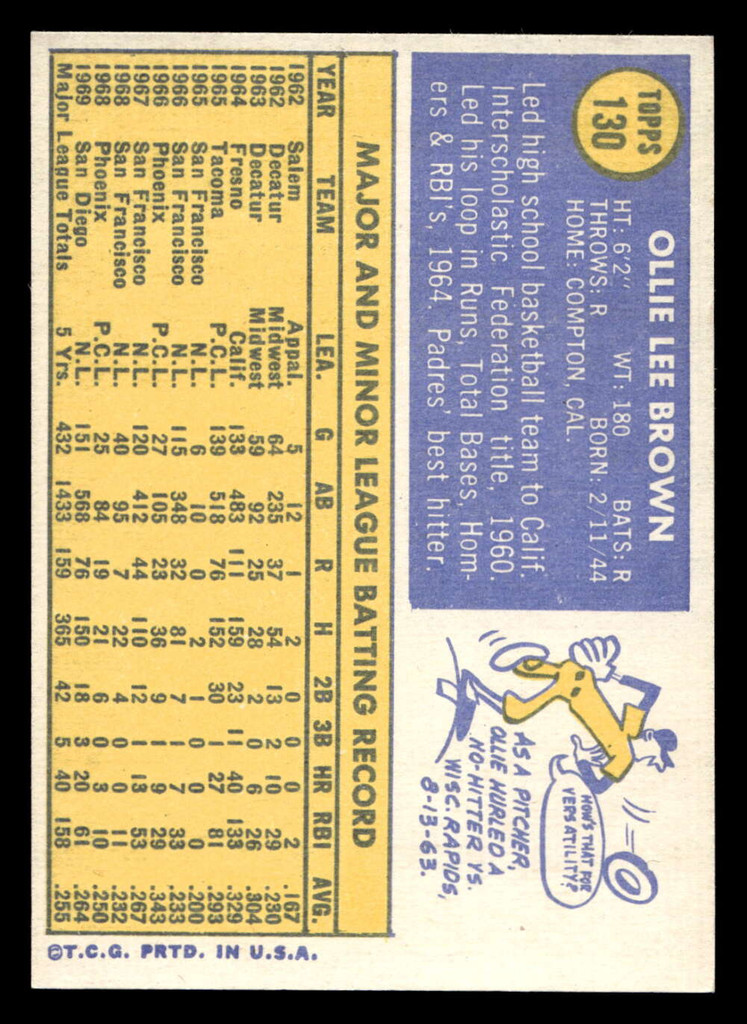 TOPPS
130
OLLIE LEE BROWN
HT: 6'2" WT: 180 BATS: R
THROWS: R BORN: 2/11/44
HOME: COMPTON, CAL.
Led high school basketball team to Calif.
Interscholastic Federation title, 1960.
Led his loop in Runs, Total Bases, Hom-
ers & RBI's, 1964. Padres' best hitter.
HOW'S THAT FOR
VERSATILITY?
AS A PITCHER,
OLLIE HURLED A
NO-HITTER VS.
WISC. RAPIDS,
8-13-63.
MAJOR AND MINOR LEAGUE BATTING RECORD
YEAR TEAM LEA. G AB R H 2B 3B HR RBI AVG.
1962 Salem Appal. 5 12 1 2 0 0 0 2 .167
1962 Decatur Midwest 64 235 37 54 13 2 10 29 .230
1963 Decatur Midwest 59 92 25 28 2 0 6 26 .304
1964 Fresno Calif. 133 483 111 159 23 11 40 133 .329
1965 Tacoma P.C.L. 139 518 76 152 30 1 27 81 .293
1965 San Francisco N.L. 6 10 0 2 1 0 0 0 .200
1966 San Francisco N.L. 115 348 32 81 7 1 7 33 .233
1966 Phoenix P.C.L. 27 105 23 36 9 1 9 29 .343
1967 San Francisco N.L. 120 412 44 110 12 1 13 53 .267
1968 San Francisco N.L. 40 95 7 22 4 0 0 11 .232
1968 Phoenix P.C.L. 25 84 19 21 6 0 3 10 .250
1969 San Diego N.L. 151 568 76 150 18 3 20 61 .264
Major League Totals 5 Yrs. 432 1433 159 365 42 5 40 158 .255
©T.C.G. PRTD. IN U.S.A.